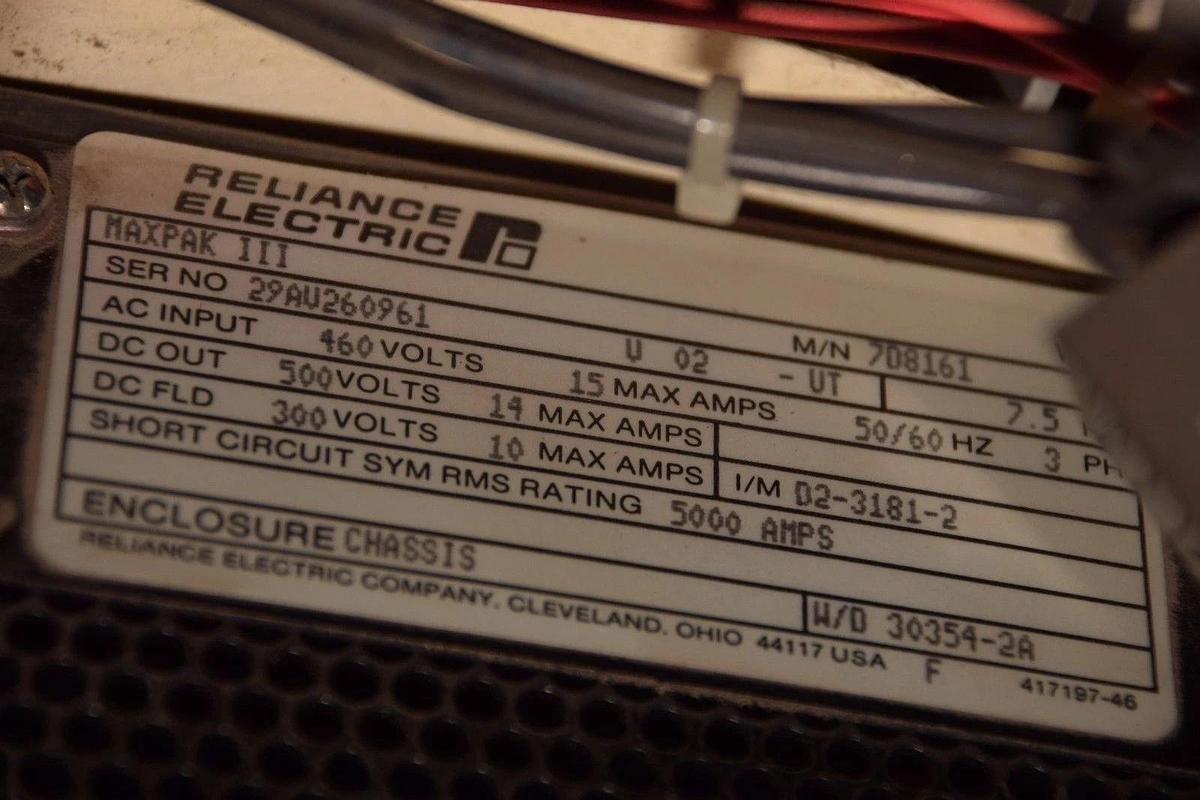 RELIANCE
ELECTRIC
MAXPAK III M/N 7D8161
SER NO 29AV260961 V 02 - UT 7.5
AC INPUT 460 VOLTS 15 MAX AMPS 50/60 HZ 3 PH
DC OUT 500 VOLTS 14 MAX AMPS
DC FLD 300 VOLTS 10 MAX AMPS I/M D2-3181-2
SHORT CIRCUIT SYM RMS RATING 5000 AMPS
ENCLOSURE CHASSIS W/D 30354-2A
RELIANCE ELECTRIC COMPANY, CLEVELAND, OHIO 44117 USA F 417197-46